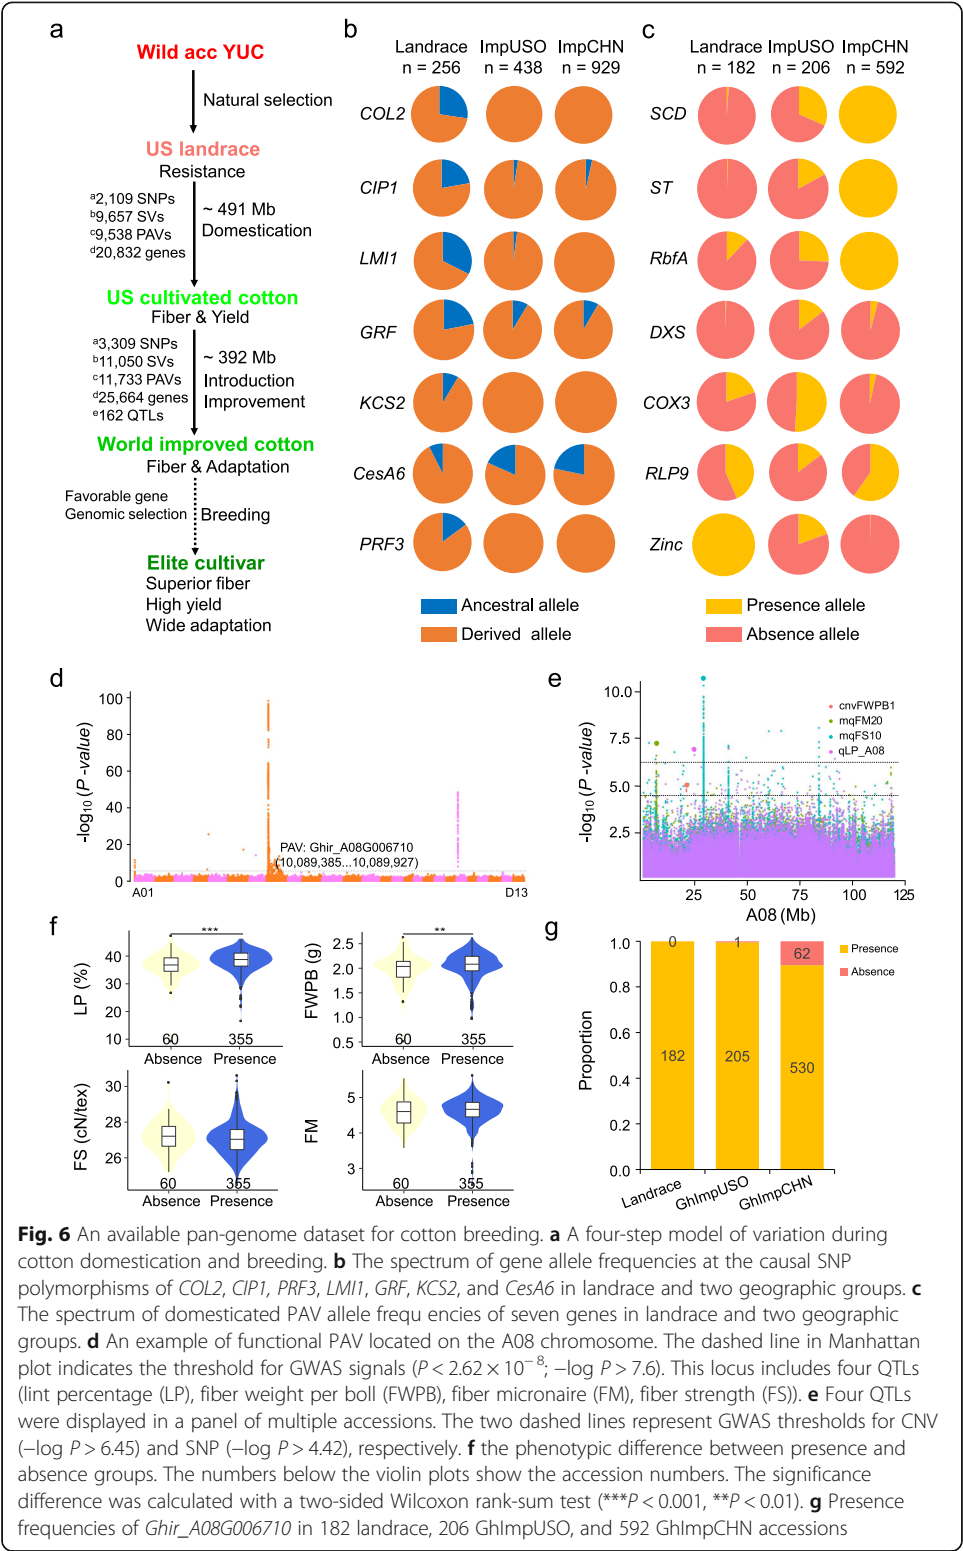 a
Wild acc YUC
Natural selection
US landrace
Resistance
a2,109 SNPs
b9,657 SVs
c9,538 PAVs
d20,832 genes
~ 491 Mb
Domestication
US cultivated cotton
Fiber & Yield
a3,309 SNPs
b11,050 SVs
c11,733 PAVs
d25,664 genes
e162 QTLs
~ 392 Mb
Introduction
Improvement
World improved cotton
Fiber & Adaptation
Favorable gene
Genomic selection
Breeding
Elite cultivar
Superior fiber
High yield
Wide adaptation
b
Landrace ImpUSO ImpCHN
n = 256 n = 438 n = 929
COL2
CIP1
LMI1
GRF
KCS2
CesA6
PRF3
Ancestral allele
Derived allele
c
Landrace ImpUSO ImpCHN
n = 182 n = 206 n = 592
SCD
ST
RbfA
DXS
COX3
RLP9
Zinc
Presence allele
Absence allele
d
-log10 (P -value)
100
80
60
40
20
0
PAV: Ghir_A08G006710
(10,089,385...10,089,927)
A01 D13
e
-log10 (P -value)
10.0
7.5
5.0
2.5
cnvFWPB1
mqFM20
mqFS10
qLP_A08
25 50 75 100 125
A08 (Mb)
f
LP (%)
40
30
20
10
***
60 355
Absence Presence
FWPB (g)
2.5
2.0
1.5
1.0
0.5
**
60 355
Absence Presence
FS (cN/tex)
30
28
26
60 355
Absence Presence
FM
5
4
3
60 355
Absence Presence
g
Proportion
1.0
0.8
0.6
0.4
0.2
0.0
0 1 62
182 205 530
Landrace GhImpUSO GhImpCHN
Presence
Absence
Fig. 6 An available pan-genome dataset for cotton breeding. a A four-step model of variation during
cotton domestication and breeding. b The spectrum of gene allele frequencies at the causal SNP
polymorphisms of COL2, CIP1, PRF3, LMI1, GRF, KCS2, and CesA6 in landrace and two geographic groups. c
The spectrum of domesticated PAV allele frequ encies of seven genes in landrace and two geographic
groups. d An example of functional PAV located on the A08 chromosome. The dashed line in Manhattan
plot indicates the threshold for GWAS signals (P < 2.62 × 10−8; −log P > 7.6). This locus includes four QTLs
(lint percentage (LP), fiber weight per boll (FWPB), fiber micronaire (FM), fiber strength (FS)). e Four QTLs
were displayed in a panel of multiple accessions. The two dashed lines represent GWAS thresholds for CNV
(−log P > 6.45) and SNP (−log P > 4.42), respectively. f the phenotypic difference between presence and
absence groups. The numbers below the violin plots show the accession numbers. The significance
difference was calculated with a two-sided Wilcoxon rank-sum test (***P < 0.001, **P < 0.01). g Presence
frequencies of Ghir_A08G006710 in 182 landrace, 206 GhImpUSO, and 592 GhImpCHN accessions